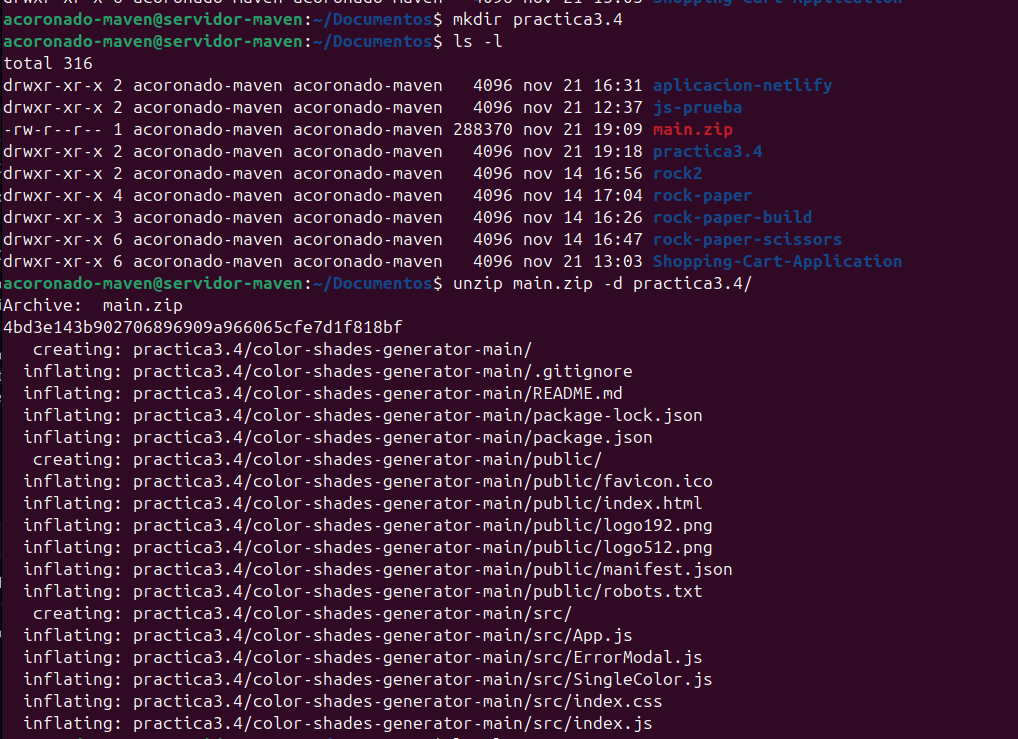 acoronado-maven@servidor-maven:~/Documentos$ mkdir practica3.4
acoronado-maven@servidor-maven:~/Documentos$ ls -l
total 316
drwxr-xr-x 2 acoronado-maven acoronado-maven   4096 nov 21 16:31 aplicacion-netlify
drwxr-xr-x 2 acoronado-maven acoronado-maven   4096 nov 21 12:37 js-prueba
-rw-r--r-- 1 acoronado-maven acoronado-maven 288370 nov 21 19:09 main.zip
drwxr-xr-x 2 acoronado-maven acoronado-maven   4096 nov 21 19:18 practica3.4
drwxr-xr-x 2 acoronado-maven acoronado-maven   4096 nov 14 16:56 rock2
drwxr-xr-x 4 acoronado-maven acoronado-maven   4096 nov 14 17:04 rock-paper
drwxr-xr-x 3 acoronado-maven acoronado-maven   4096 nov 14 16:26 rock-paper-build
drwxr-xr-x 6 acoronado-maven acoronado-maven   4096 nov 14 16:47 rock-paper-scissors
drwxr-xr-x 6 acoronado-maven acoronado-maven   4096 nov 21 13:03 Shopping-Cart-Application
acoronado-maven@servidor-maven:~/Documentos$ unzip main.zip -d practica3.4/
Archive:  main.zip
4bd3e143b902706896909a966065cfe7d1f818bf
   creating: practica3.4/color-shades-generator-main/
  inflating: practica3.4/color-shades-generator-main/.gitignore
  inflating: practica3.4/color-shades-generator-main/README.md
  inflating: practica3.4/color-shades-generator-main/package-lock.json
  inflating: practica3.4/color-shades-generator-main/package.json
   creating: practica3.4/color-shades-generator-main/public/
  inflating: practica3.4/color-shades-generator-main/public/favicon.ico
  inflating: practica3.4/color-shades-generator-main/public/index.html
  inflating: practica3.4/color-shades-generator-main/public/logo192.png
  inflating: practica3.4/color-shades-generator-main/public/logo512.png
  inflating: practica3.4/color-shades-generator-main/public/manifest.json
  inflating: practica3.4/color-shades-generator-main/public/robots.txt
   creating: practica3.4/color-shades-generator-main/src/
  inflating: practica3.4/color-shades-generator-main/src/App.js
  inflating: practica3.4/color-shades-generator-main/src/ErrorModal.js
  inflating: practica3.4/color-shades-generator-main/src/SingleColor.js
  inflating: practica3.4/color-shades-generator-main/src/index.css
  inflating: practica3.4/color-shades-generator-main/src/index.js